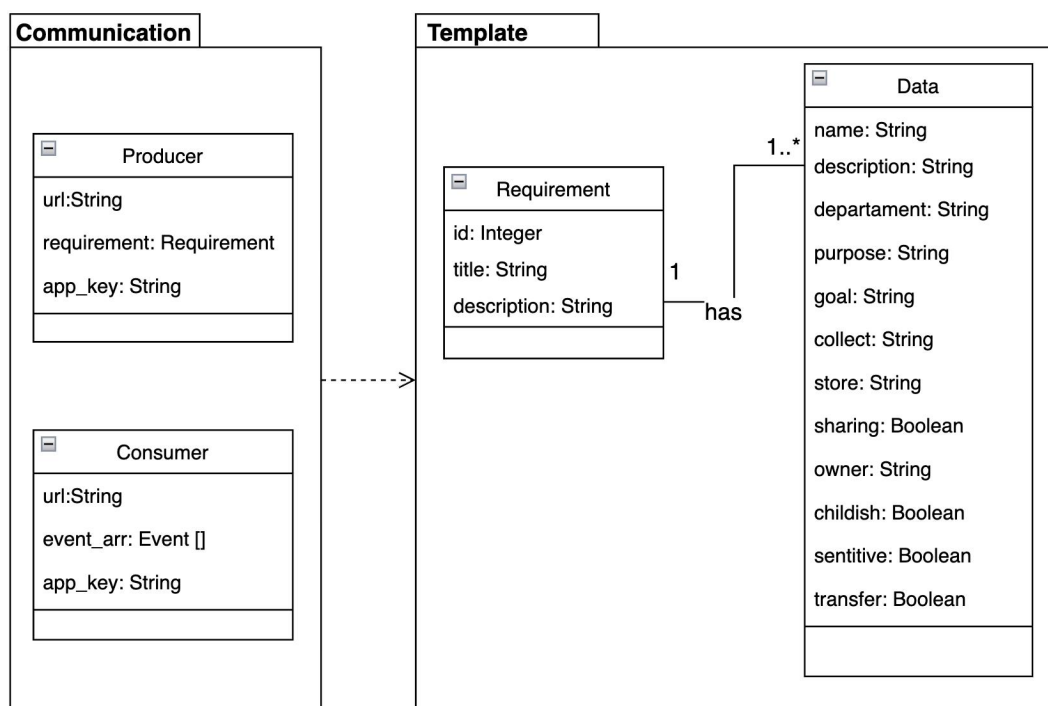 Communication
Producer
url:String
requirement: Requirement
app_key: String
Consumer
url:String
event_arr: Event []
app_key: String
Template
Requirement
id: Integer
title: String
description: String
1
has
1..*
Data
name: String
description: String
departament: String
purpose: String
goal: String
collect: String
store: String
sharing: Boolean
owner: String
childish: Boolean
sentitive: Boolean
transfer: Boolean